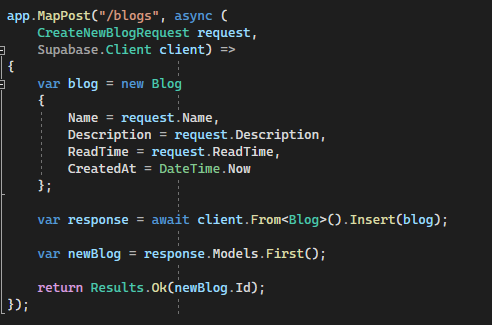 app.MapPost("/blogs", async (
    CreateNewBlogRequest request,
    Supabase.Client client) =>
{
    var blog = new Blog
    {
        Name = request.Name,
        Description = request.Description,
        ReadTime = request.ReadTime,
        CreatedAt = DateTime.Now
    };

    var response = await client.From<Blog>().Insert(blog);

    var newBlog = response.Models.First();

    return Results.Ok(newBlog.Id);
});